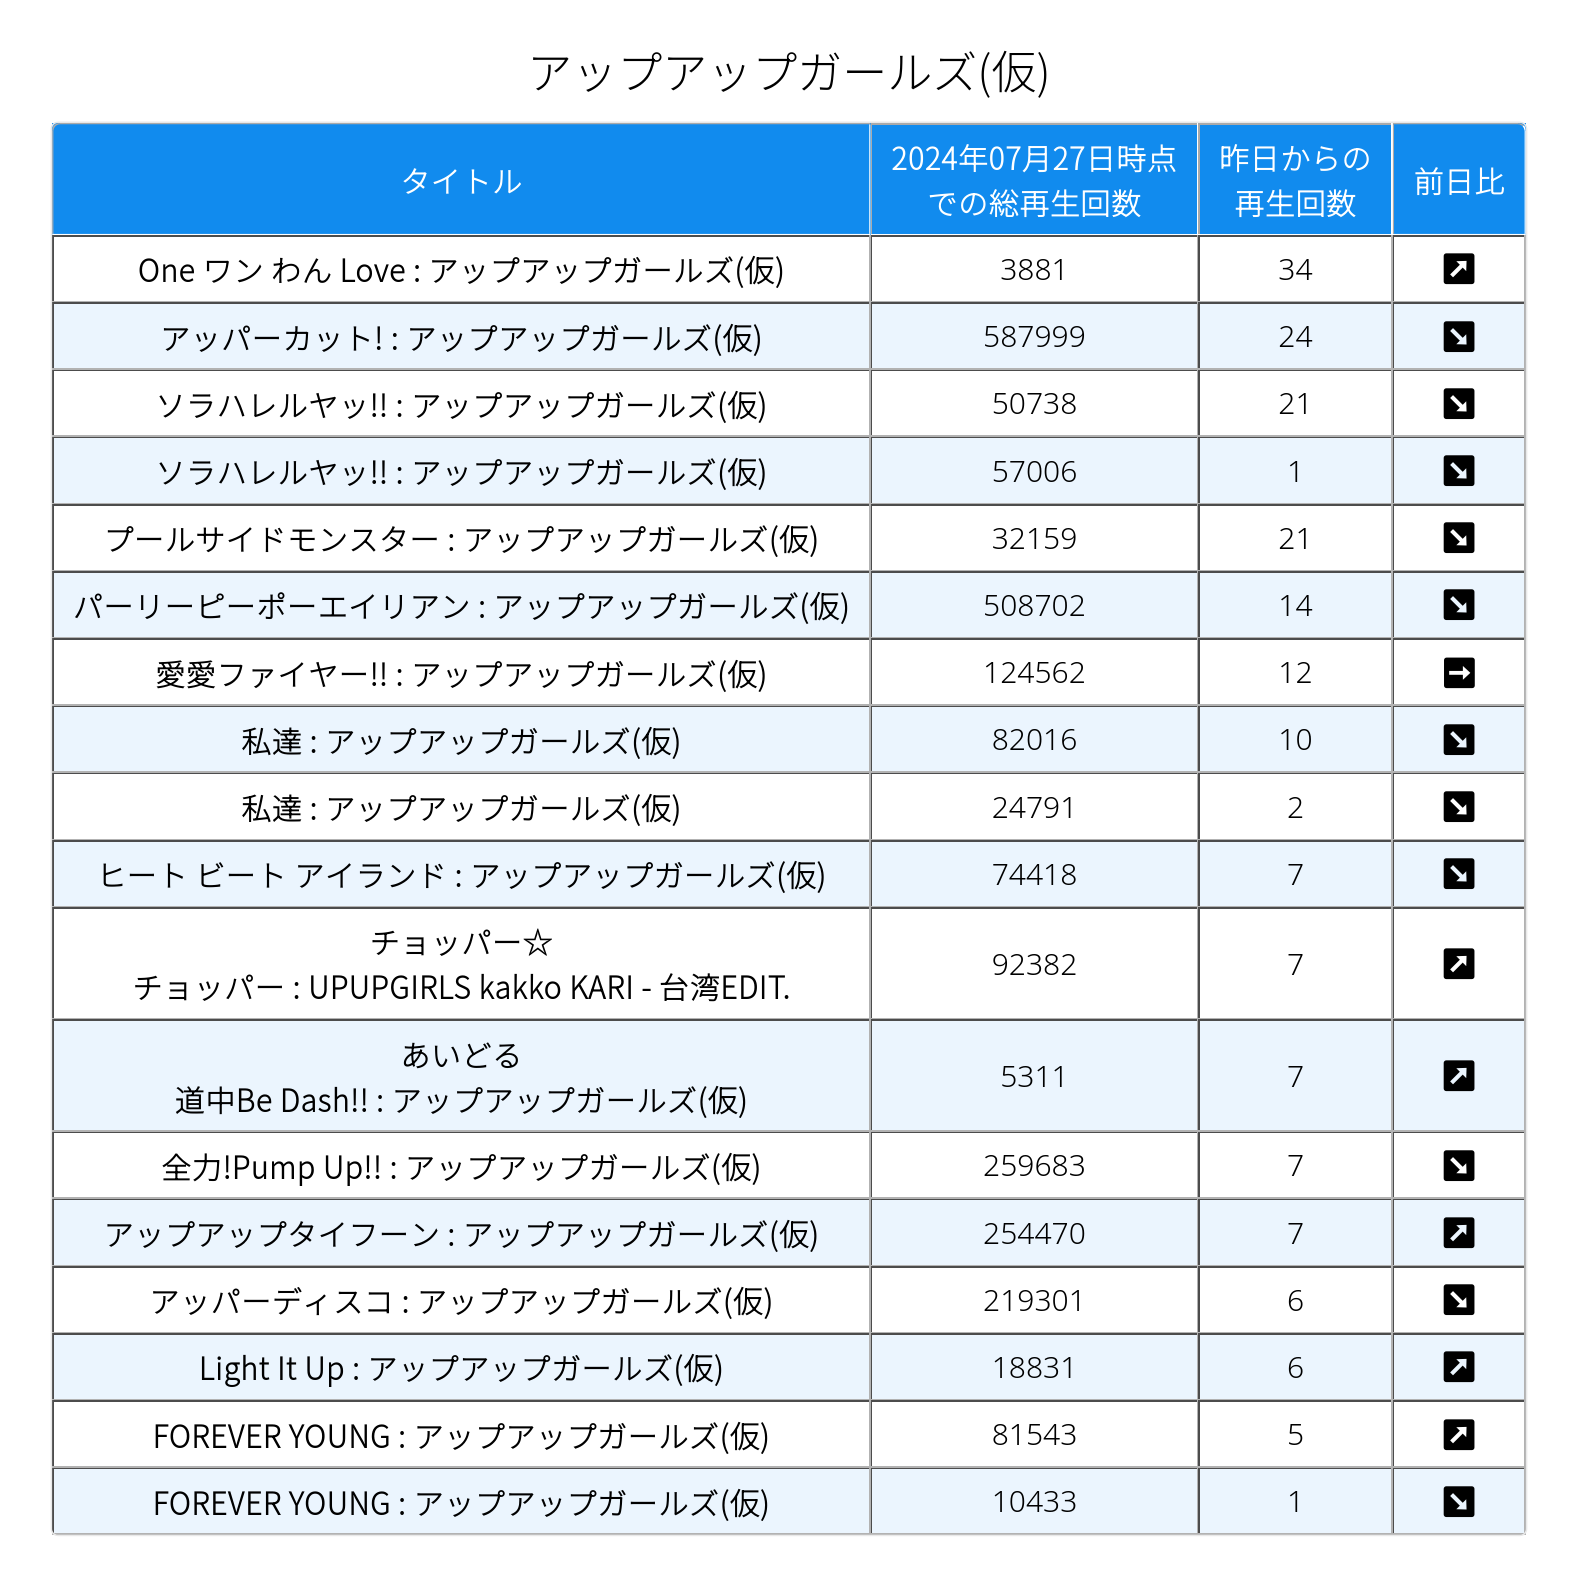 アップアップガールズ(仮)
タイトル
2024年07月27日時点
での総再生回数
昨日からの
再生回数
前日比
One ワン わん Love : アップアップガールズ(仮) 3881 34 ↗
アッパーカット! : アップアップガールズ(仮) 587999 24 ↘
ソラハレルヤッ!! : アップアップガールズ(仮) 50738 21 ↘
ソラハレルヤッ!! : アップアップガールズ(仮) 57006 1 ↘
プールサイドモンスター : アップアップガールズ(仮) 32159 21 ↘
パーリーピーポーエイリアン : アップアップガールズ(仮) 508702 14 ↘
愛愛ファイヤー!! : アップアップガールズ(仮) 124562 12 →
私達 : アップアップガールズ(仮) 82016 10 ↘
私達 : アップアップガールズ(仮) 24791 2 ↘
ヒート ビート アイランド : アップアップガールズ(仮) 74418 7 ↘
チョッパー☆
チョッパー : UPUPGIRLS kakko KARI - 台湾EDIT. 92382 7 ↗
あいどる
道中Be Dash!! : アップアップガールズ(仮) 5311 7 ↗
全力!Pump Up!! : アップアップガールズ(仮) 259683 7 ↘
アップアップタイフーン : アップアップガールズ(仮) 254470 7 ↗
アッパーディスコ : アップアップガールズ(仮) 219301 6 ↘
Light It Up : アップアップガールズ(仮) 18831 6 ↗
FOREVER YOUNG : アップアップガールズ(仮) 81543 5 ↗
FOREVER YOUNG : アップアップガールズ(仮) 10433 1 ↘